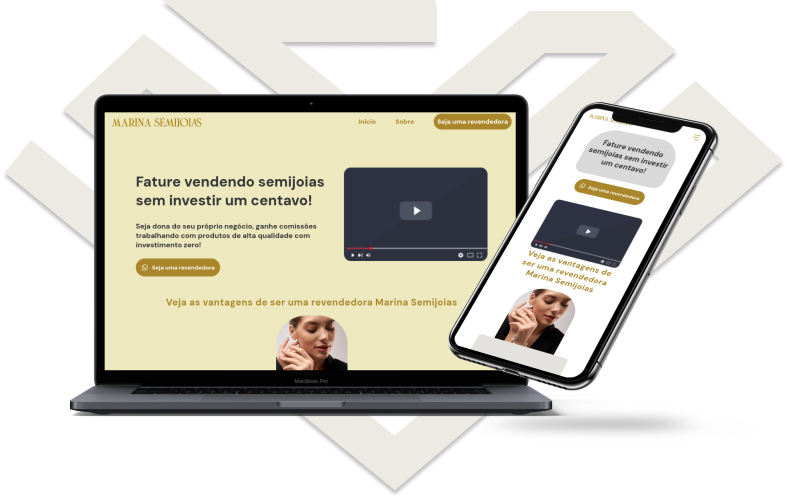 MARINA SEMIJOIAS
Início
Sobre
Seja uma revendedora
Fature vendendo semijoias
sem investir um centavo!
Seja dona do seu próprio negócio, ganhe comissões
trabalhando com produtos de alta qualidade com
investimento zero!
Seja uma revendedora
Veja as vantagens de ser uma revendedora Marina Semijoias
MacBook Pro
MARINA
Fature vendendo
semijoias sem investir
um centavo!
Seja uma revendedora
Veja as vantagens de
ser uma revendedora
Marina Semijoias